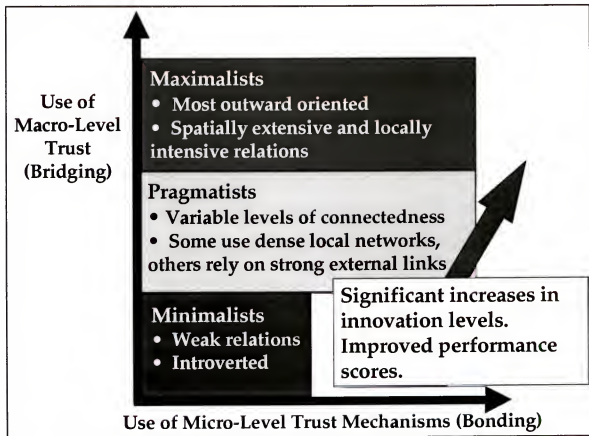 Use of
Macro-Level
Trust
(Bridging)
Maximalists
• Most outward oriented
• Spatially extensive and locally
intensive relations
Pragmatists
• Variable levels of connectedness
• Some use dense local networks,
others rely on strong external links
Minimalists
• Weak relations
• Introverted
Significant increases in
innovation levels.
Improved performance
scores.
Use of Micro-Level Trust Mechanisms (Bonding)